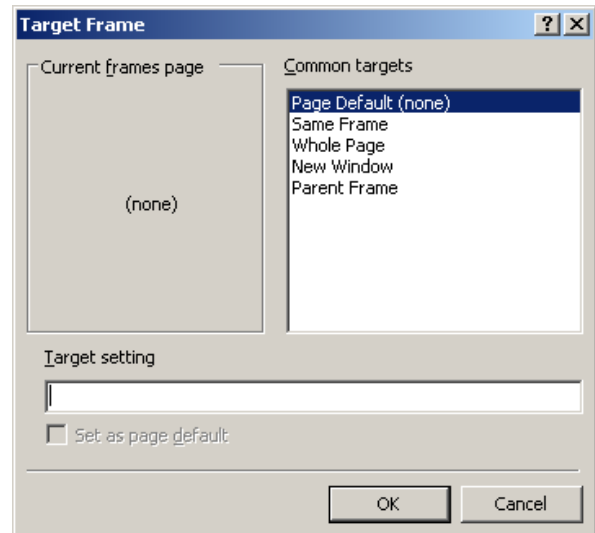 Target Frame
Current frames page
(none)
Common targets
Page Default (none)
Same Frame
Whole Page
New Window
Parent Frame
Target setting
Set as page default
OK
Cancel